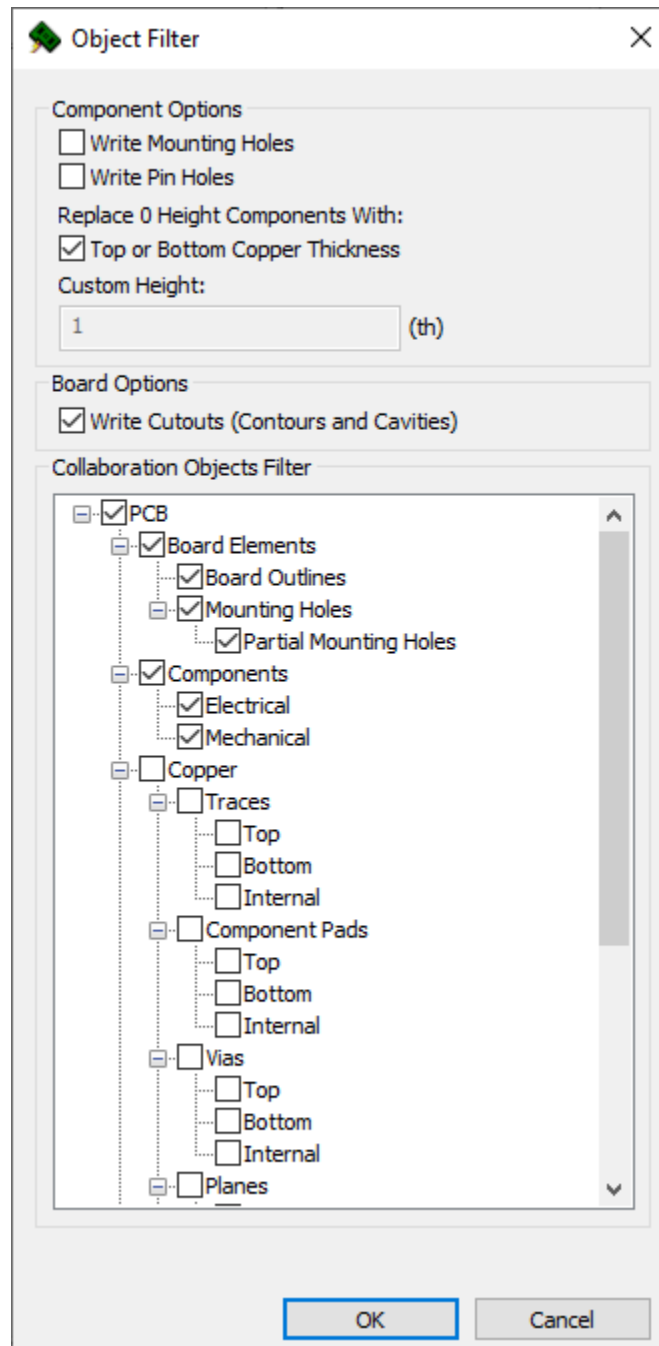 Object Filter
Component Options
Write Mounting Holes
Write Pin Holes
Replace 0 Height Components With:
Top or Bottom Copper Thickness
Custom Height:
1 (th)
Board Options
Write Cutouts (Contours and Cavities)
Collaboration Objects Filter
PCB
Board Elements
Board Outlines
Mounting Holes
Partial Mounting Holes
Components
Electrical
Mechanical
Copper
Traces
Top
Bottom
Internal
Component Pads
Top
Bottom
Internal
Vias
Top
Bottom
Internal
Planes
OK Cancel